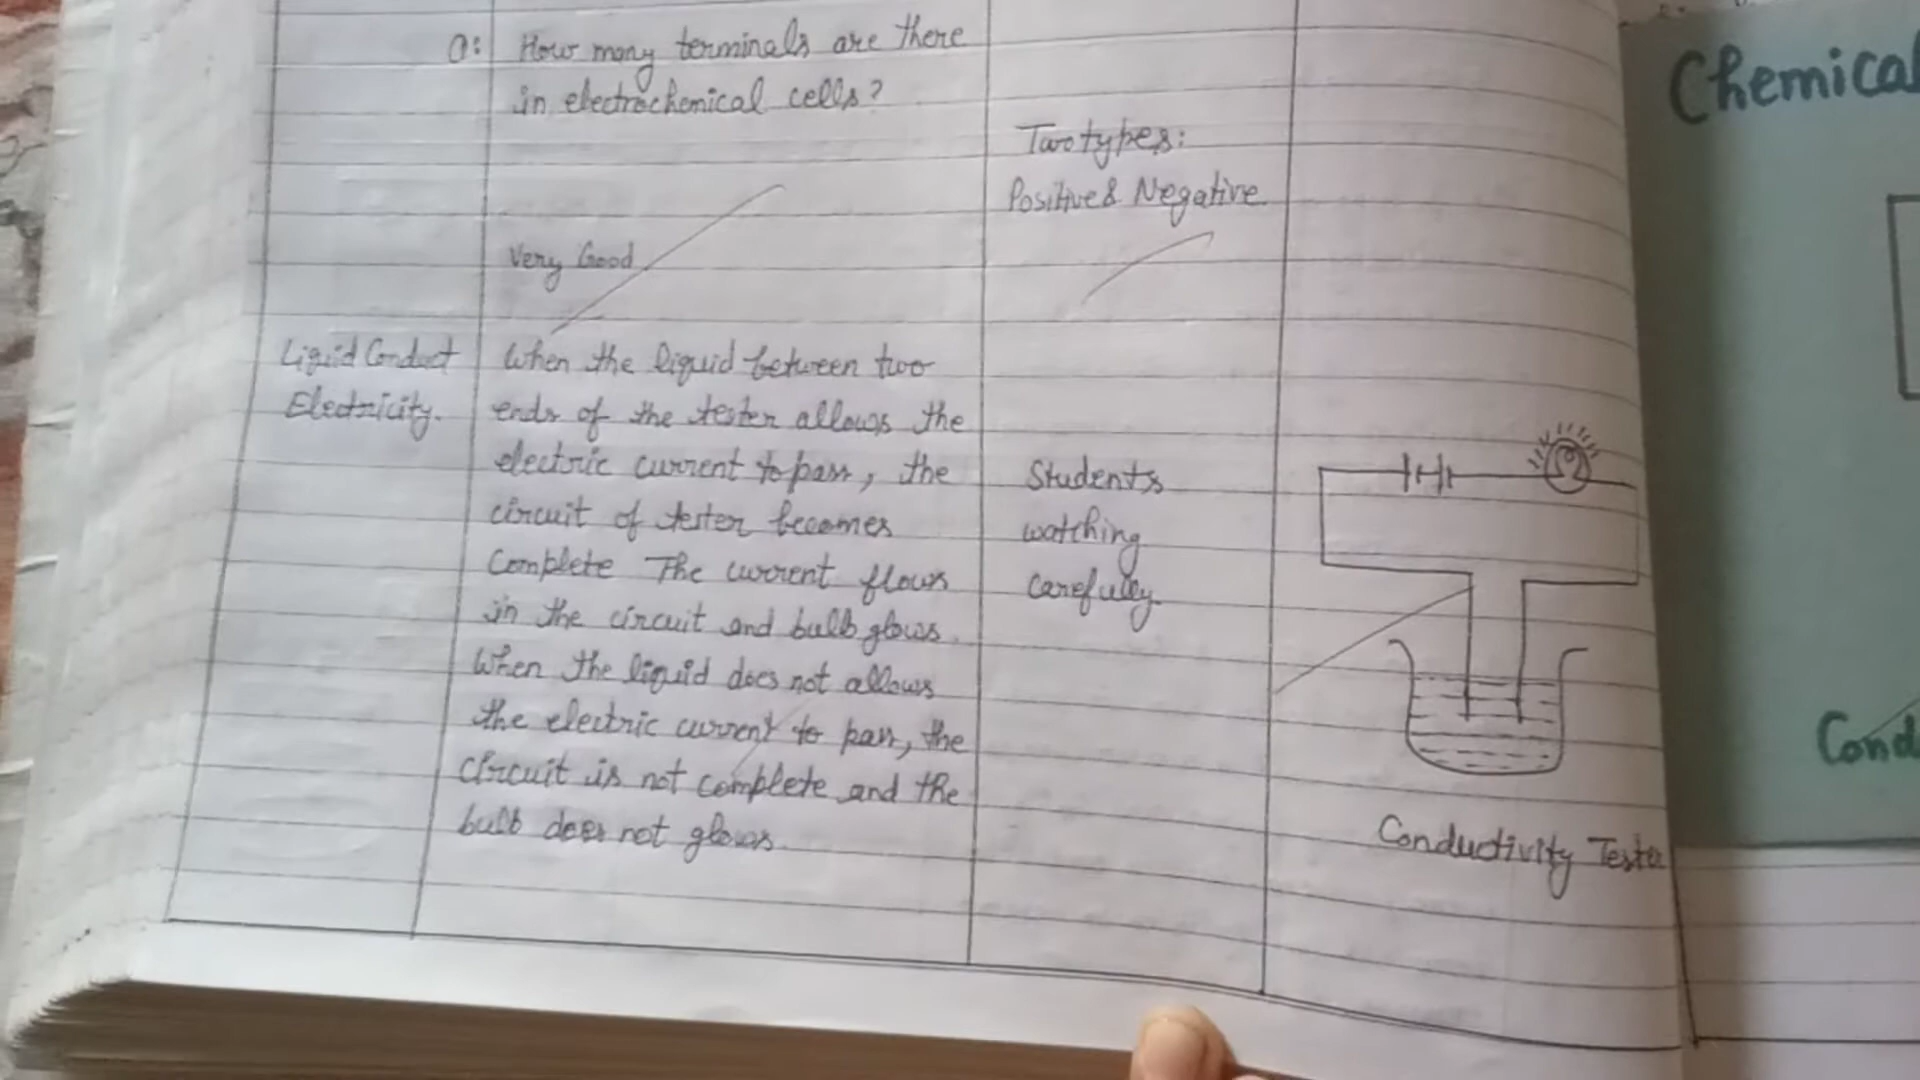 Q: How many terminals are there
in electrochemical cells?
Two types:
Positive & Negative
Very Good
Liquid Conduct
Electricity.
When the liquid between two
ends of the tester allows the
electric current to pass, the
circuit of tester becomes
Complete The current flows
in the circuit and bulb glows.
When the liquid does not allows
the electric current to pass, the
circuit is not complete and the
bulb does not glows.
Students
watching
Carefully.
Conductivity Tester
Chemical
Cond